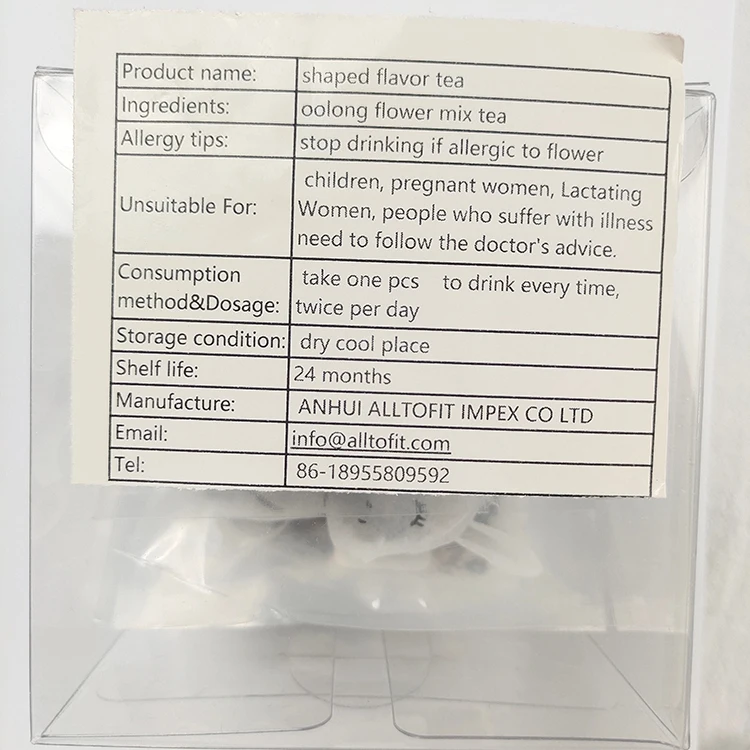 Product name: shaped flavor tea
Ingredients: oolong flower mix tea
Allergy tips: stop drinking if allergic to flower
Unsuitable For: children, pregnant women, Lactating
Women, people who suffer with illness
need to follow the doctor's advice.
Consumption method&Dosage: take one pcs to drink every time,
twice per day
Storage condition: dry cool place
Shelf life: 24 months
Manufacture: ANHUI ALLTOFIT IMPEX CO LTD
Email: info@alltofit.com
Tel: 86-18955809592